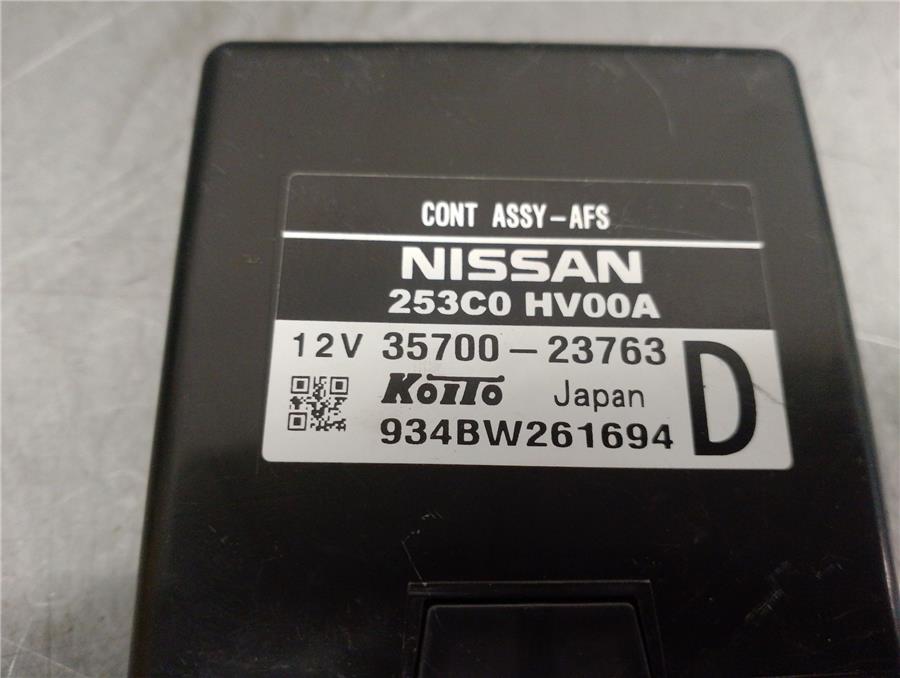 CONT ASSY-AFS
NISSAN
253C0 HV00A
12V 35700-23763 D
KOITO Japan
934BW261694